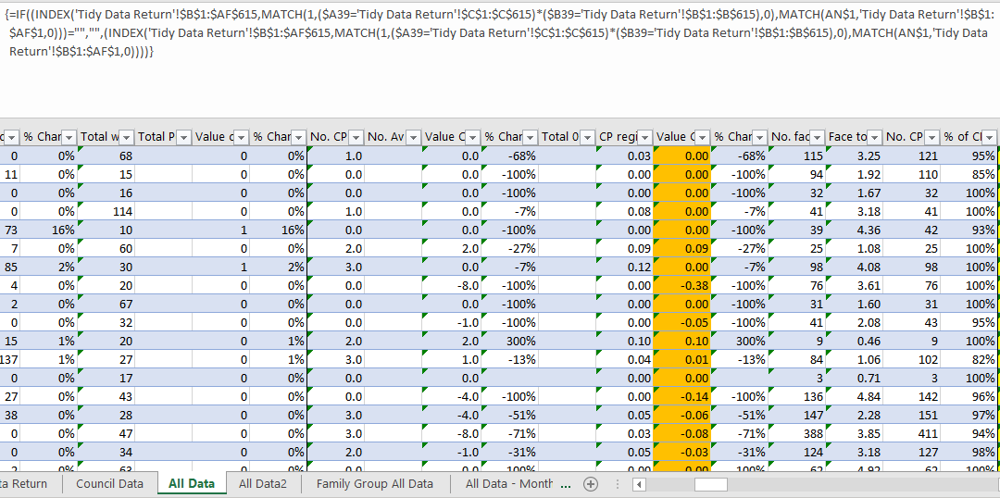 {=IF((INDEX('Tidy Data Return'!$B$1:$AF$615,MATCH(1,($A39='Tidy Data Return'!$C$1:$C$615)*($B39='Tidy Data Return'!$B$1:$B$615),0),MATCH(AN$1,'Tidy Data Return'!$B$1:
$AF$1,0)))="","",(INDEX('Tidy Data Return'!$B$1:$AF$615,MATCH(1,($A39='Tidy Data Return'!$C$1:$C$615)*($B39='Tidy Data Return'!$B$1:$B$615),0),MATCH(AN$1,'Tidy Data
Return'!$B$1:$AF$1,0))))}
% Char Total w Total P Value c % Char No. CP No. Av Value C % Char Total 0 CP regi Value C % Char No. fac Face to No. CP % of C
0 0% 68 0 0% 1.0 0.0 -68% 0.03 0.00 -68% 115 3.25 121 95%
11 0% 15 0 0% 0.0 0.0 -100% 0.00 0.00 -100% 94 1.92 110 85%
0 0% 16 0 0% 0.0 0.0 -100% 0.00 0.00 -100% 32 1.67 32 100%
0 0% 114 0 0% 1.0 0.0 -7% 0.08 0.00 -7% 41 3.18 41 100%
73 16% 10 1 16% 0.0 0.0 -100% 0.00 0.00 -100% 39 4.36 42 93%
7 0% 60 0 0% 2.0 2.0 -27% 0.09 0.09 -27% 25 1.08 25 100%
85 2% 30 1 2% 3.0 0.0 -7% 0.12 0.00 -7% 98 4.08 98 100%
4 0% 20 0 0% 0.0 -8.0 -100% 0.00 -0.38 -100% 76 3.61 76 100%
2 0% 67 0 0% 0.0 0.0 -100% 0.00 0.00 -100% 31 1.60 31 100%
0 0% 32 0 0% 0.0 -1.0 -100% 0.00 -0.05 -100% 41 2.08 43 95%
15 1% 20 0 1% 2.0 2.0 300% 0.10 0.10 300% 9 0.46 9 100%
137 1% 27 0 1% 3.0 1.0 -13% 0.04 0.01 -13% 84 1.06 102 82%
0 0% 17 0 0% 0.0 0.0 0.00 0.00 3 0.71 3 100%
27 0% 43 0 0% 0.0 -4.0 -100% 0.00 -0.14 -100% 136 4.84 142 96%
38 0% 28 0 0% 3.0 -4.0 -51% 0.05 -0.06 -51% 147 2.28 151 97%
0 0% 47 0 0% 3.0 -8.0 -71% 0.03 -0.08 -71% 388 3.85 411 94%
0 0% 34 0 0% 2.0 -1.0 -31% 0.05 -0.03 -31% 124 3.18 127 98%
ta Return Council Data All Data All Data2 Family Group All Data All Data - Month ...